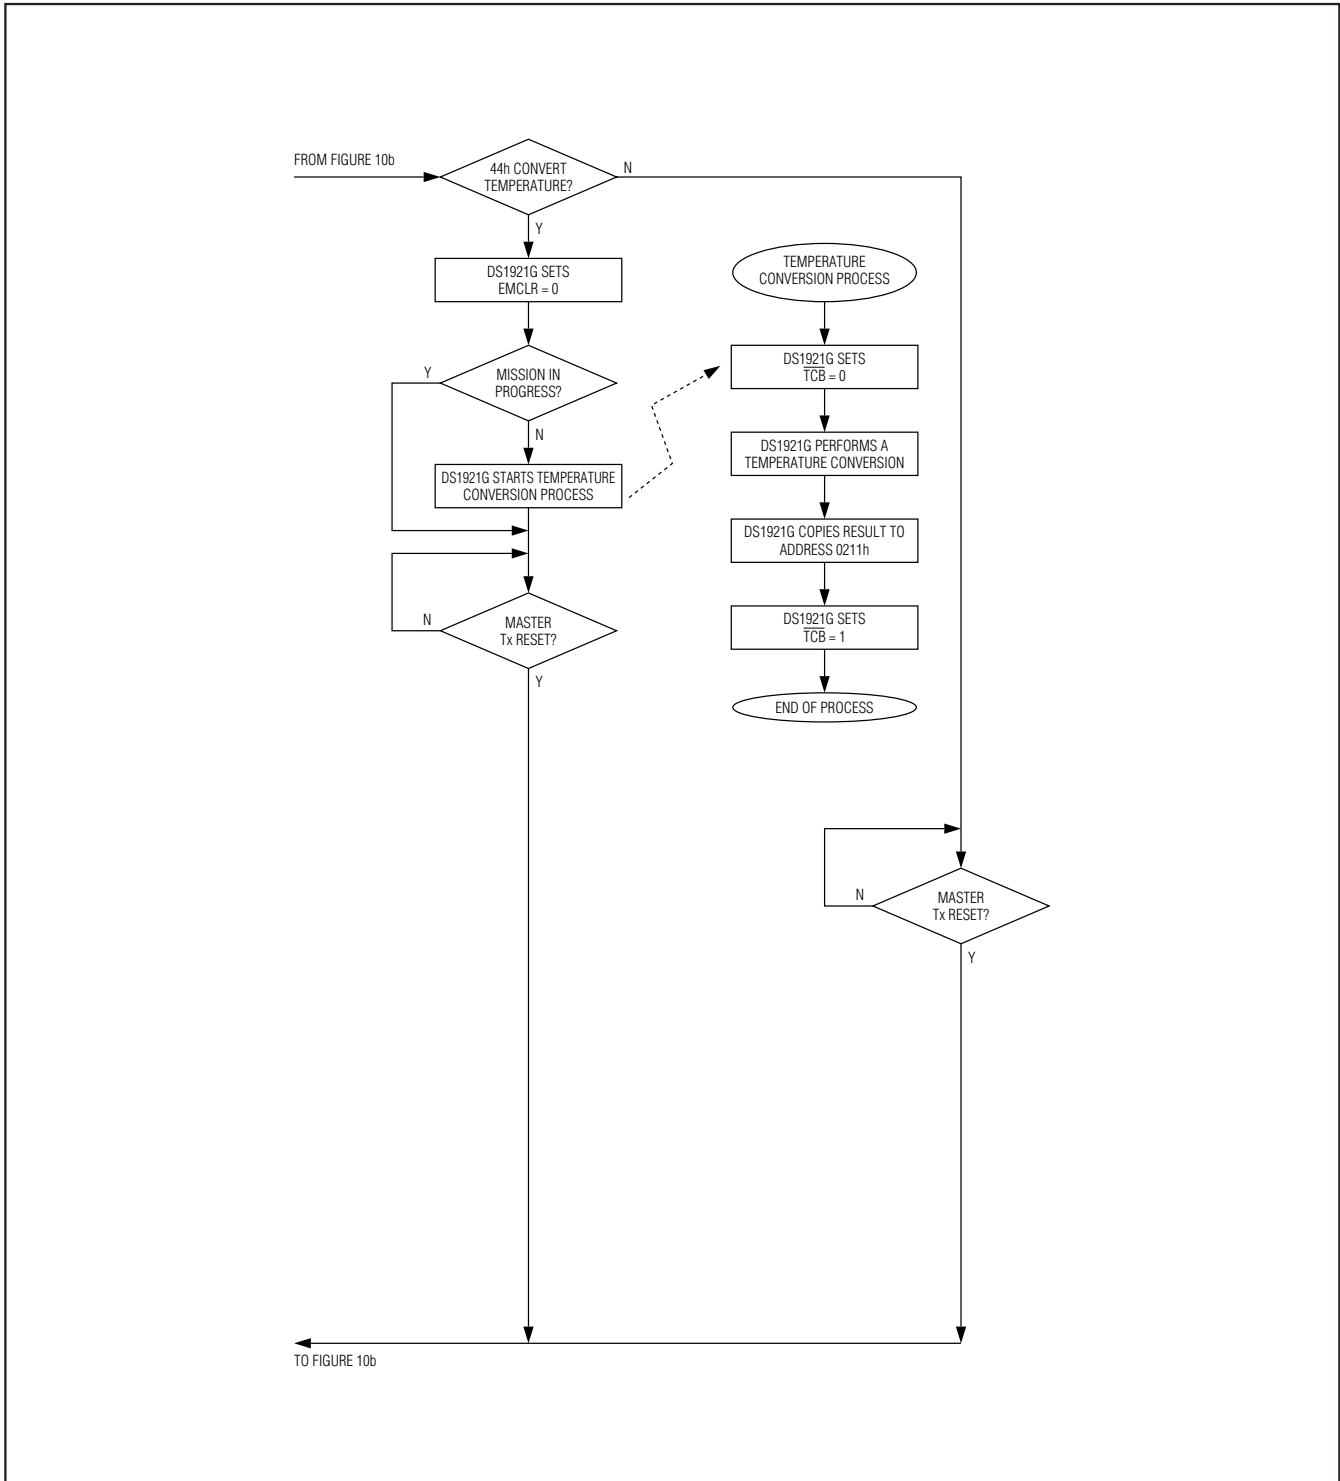 FROM FIGURE 10b
44h CONVERT
TEMPERATURE?
N
Y
DS1921G SETS
EMCLR = 0
MISSION IN
PROGRESS?
Y
N
DS1921G STARTS TEMPERATURE
CONVERSION PROCESS
MASTER
Tx RESET?
N
Y
TEMPERATURE
CONVERSION PROCESS
DS1921G SETS
T̅C̅B̅ = 0
DS1921G PERFORMS A
TEMPERATURE CONVERSION
DS1921G COPIES RESULT TO
ADDRESS 0211h
DS1921G SETS
T̅C̅B̅ = 1
END OF PROCESS
MASTER
Tx RESET?
N
Y
TO FIGURE 10b